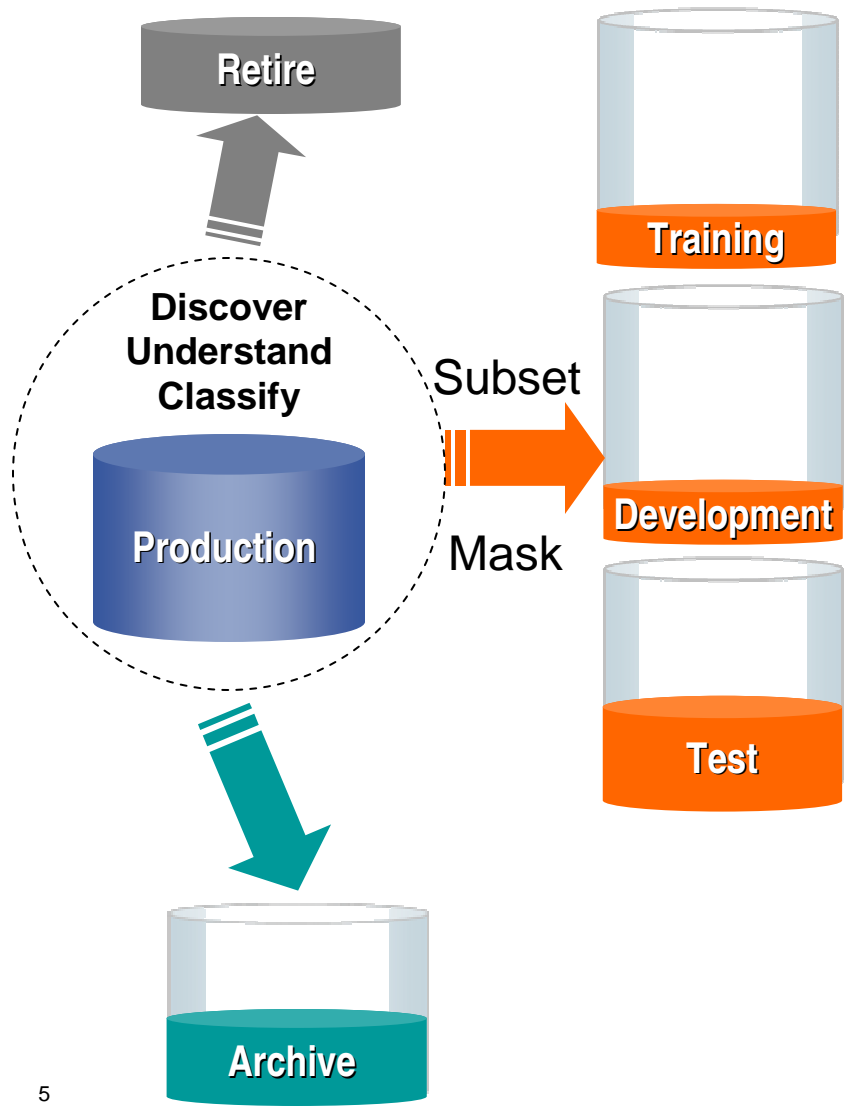 Retire
Training
Discover
Understand
Classify
Subset
Production
Development
Mask
Test
Archive
5